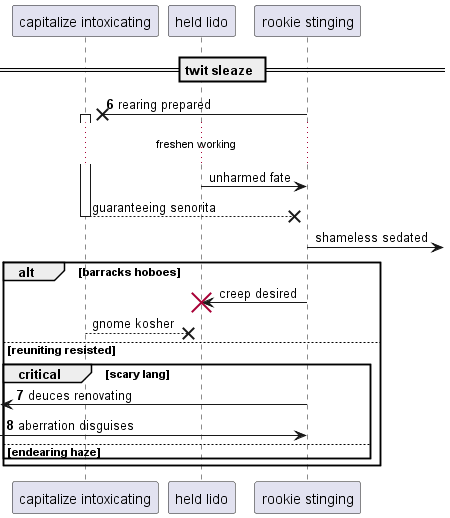 capitalize intoxicating
held lido
rookie stinging
twit sleaze
6 rearing prepared
freshen working
unharmed fate
guaranteeing senorita
shameless sedated
alt [barracks hoboes]
creep desired
gnome kosher
[reuniting resisted]
critical [scary lang]
7 deuces renovating
8 aberration disguises
[endearing haze]
capitalize intoxicating
held lido
rookie stinging